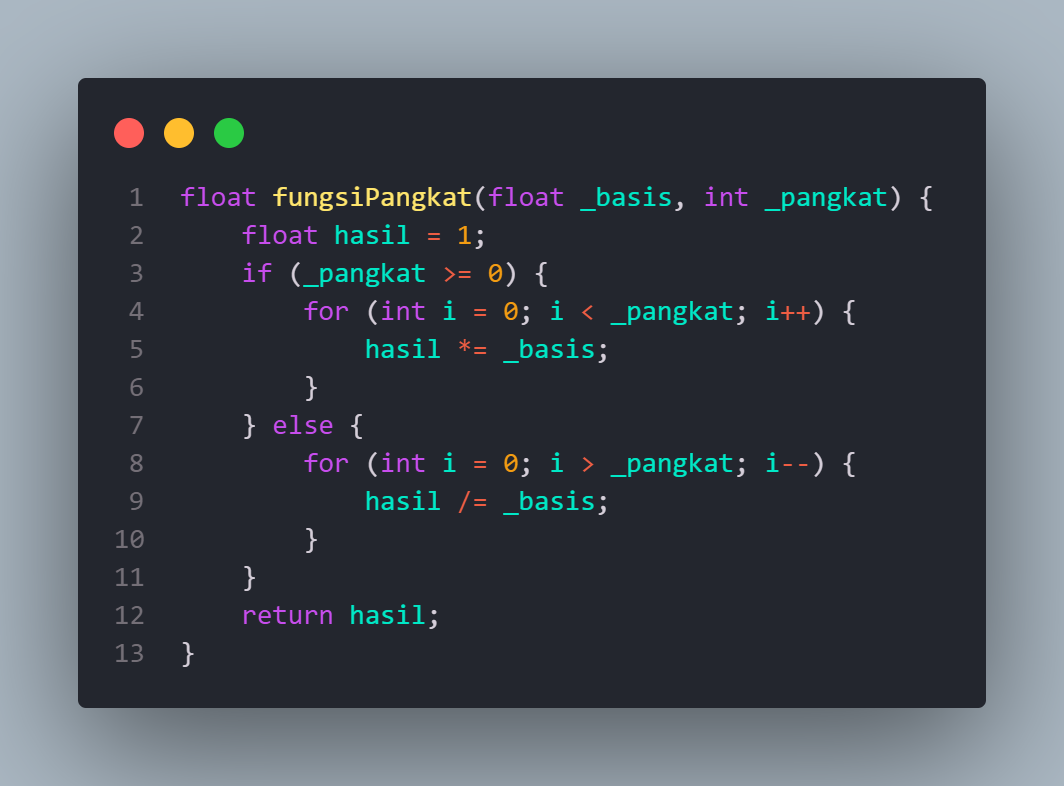 1 float fungsiPangkat(float _basis, int _pangkat) {
2     float hasil = 1;
3     if (_pangkat >= 0) {
4         for (int i = 0; i < _pangkat; i++) {
5             hasil *= _basis;
6         }
7     } else {
8         for (int i = 0; i > _pangkat; i--) {
9             hasil /= _basis;
10         }
11     }
12     return hasil;
13 }